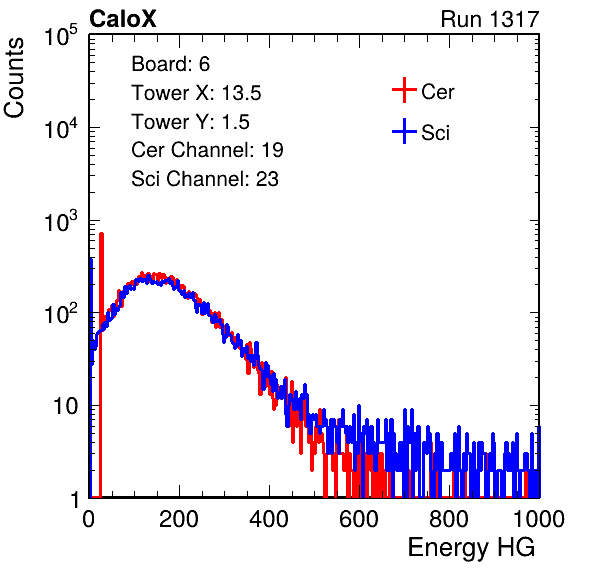 CaloX Run 1317
Board: 6
Tower X: 13.5
Tower Y: 1.5
Cer Channel: 19
Sci Channel: 23
Cer
Sci
Counts
10^5
10^4
10^3
10^2
10
1
0 200 400 600 800 1000
Energy HG